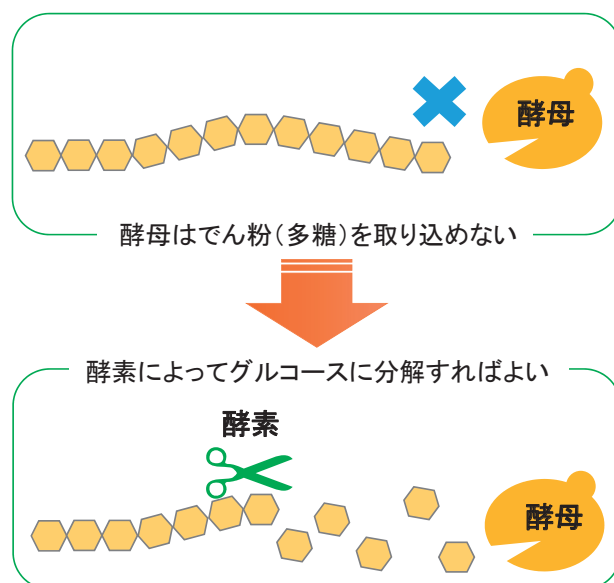 酵母
酵母はでん粉(多糖)を取り込めない
酵素によってグルコースに分解すればよい
酵素
酵母